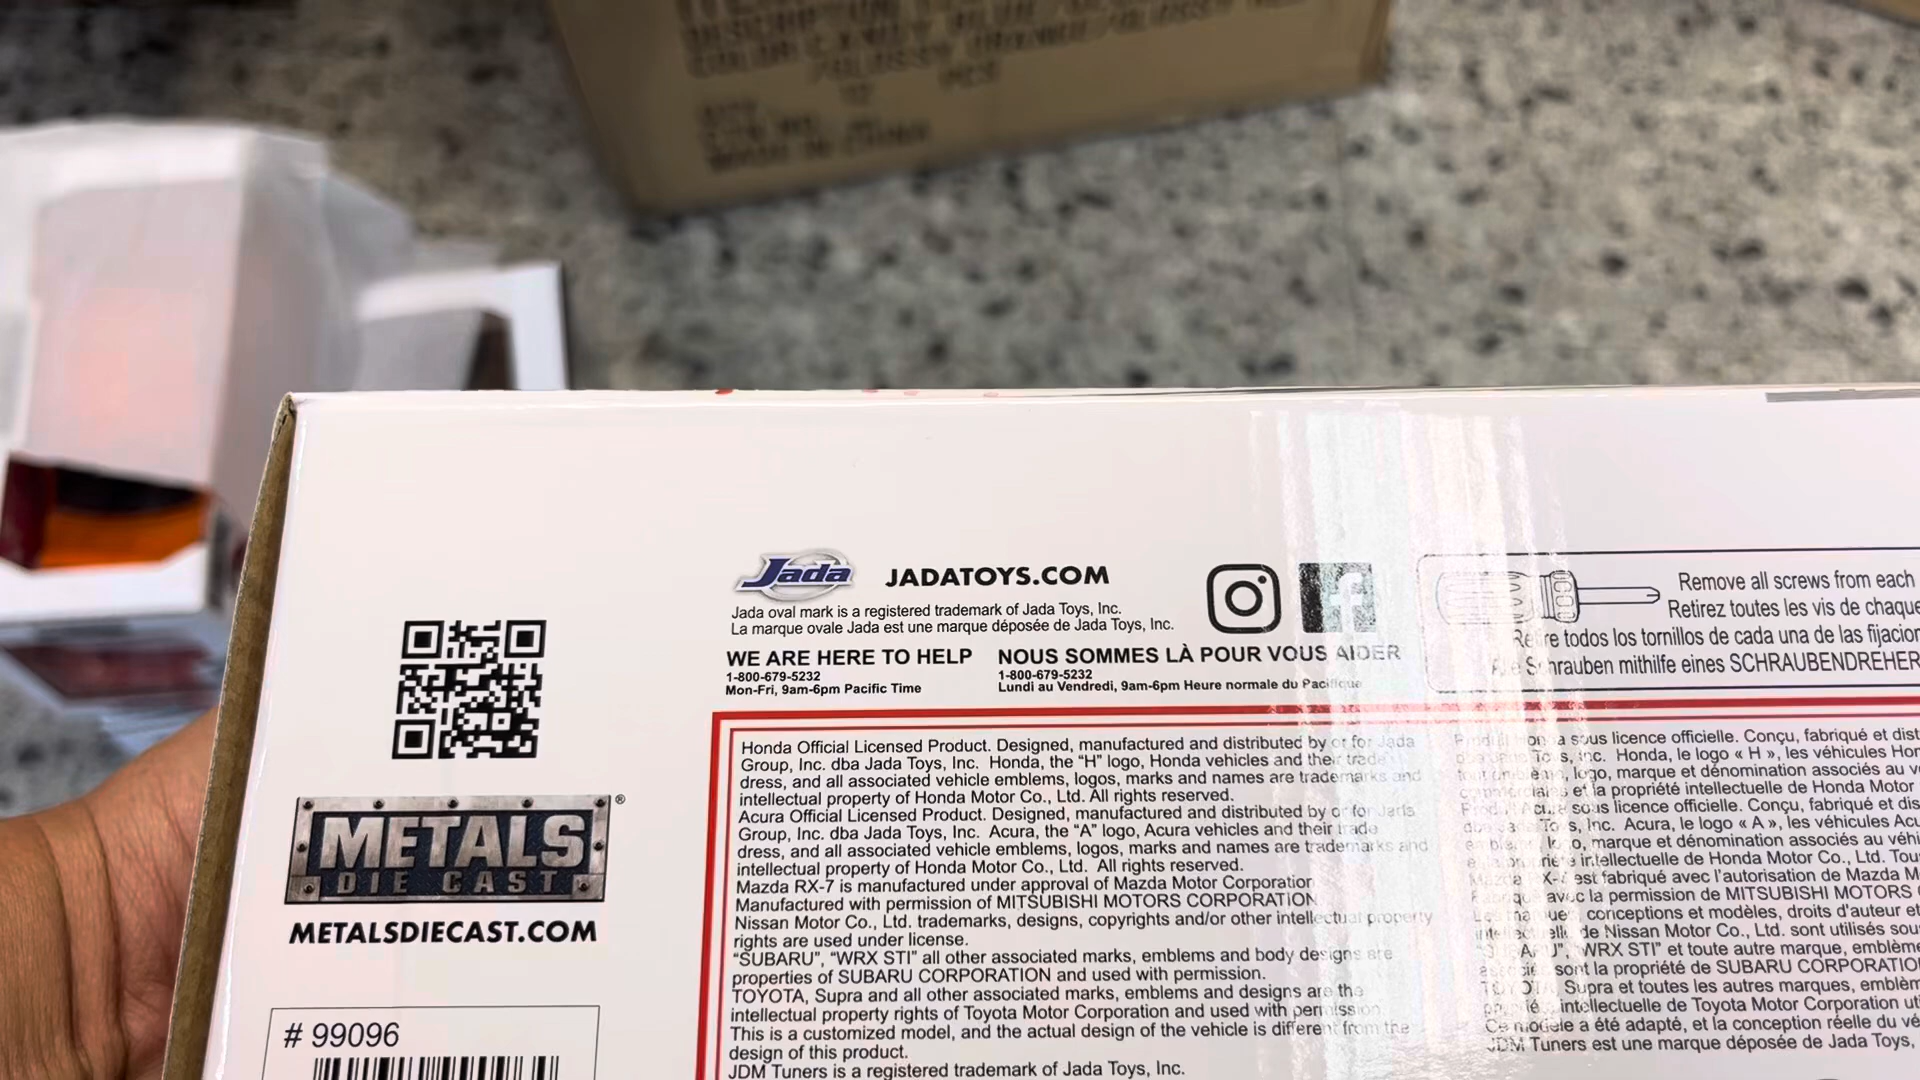 MADE IN CHINA
Jada
JADATOYS.COM
Jada oval mark is a registered trademark of Jada Toys, Inc.
La marque ovale Jada est une marque déposée de Jada Toys, Inc.
WE ARE HERE TO HELP
1-800-679-5232
Mon-Fri, 9am-6pm Pacific Time
NOUS SOMMES LÀ POUR VOUS AIDER
1-800-679-5232
Lundi au Vendredi, 9am-6pm Heure normale du Pacifique
Remove all screws from each
Retirez toutes les vis de chaque
Retire todos los tornillos de cada una de las
Schrauben mithilfe eines SCHRAUBENDREHER
METALS®
DIE CAST
METALSDIECAST.COM
# 99096
Honda Official Licensed Product. Designed, manufactured and distributed by or for Jada
Group, Inc. dba Jada Toys, Inc. Honda, the “H” logo, Honda vehicles and their trade
dress, and all associated vehicle emblems, logos, marks and names are trademarks and
intellectual property of Honda Motor Co., Ltd. All rights reserved.
Acura Official Licensed Product. Designed, manufactured and distributed by or for Jada
Group, Inc. dba Jada Toys, Inc. Acura, the “A” logo, Acura vehicles and their trade
dress, and all associated vehicle emblems, logos, marks and names are trademarks and
intellectual property of Honda Motor Co., Ltd. All rights reserved.
Mazda RX-7 is manufactured under approval of Mazda Motor Corporation
Manufactured with permission of MITSUBISHI MOTORS CORPORATION
Nissan Motor Co., Ltd. trademarks, designs, copyrights and/or other intellectual property
rights are used under license.
“SUBARU”, “WRX STI” all other associated marks, emblems and body designs are
properties of SUBARU CORPORATION and used with permission.
TOYOTA, Supra and all other associated marks, emblems and designs are the
intellectual property rights of Toyota Motor Corporation and used with permission.
This is a customized model, and the actual design of the vehicle is different from the
design of this product.
JDM Tuners is a registered trademark of Jada Toys, Inc.
sous licence officielle. Conçu, fabriqué et
Inc. Honda, le logo « H », les véhicules
logo, marque et dénomination associés au
et la propriété intellectuelle de Honda Motor
sous licence officielle. Conçu, fabriqué et
Inc. Acura, le logo « A », les véhicules
marque et dénomination associés au
intellectuelle de Honda Motor Co., Ltd.
est fabriqué avec l'autorisation de Mazda
avec la permission de MITSUBISHI MOTORS
conceptions et modèles, droits d'auteur et
de Nissan Motor Co., Ltd. sont utilisés
“WRX STI” et toute autre marque,
sont la propriété de SUBARU
Supra et toutes les autres marques,
intellectuelle de Toyota Motor Corporation
Ce modèle a été adapté, et la conception réelle du
JDM Tuners est une marque déposée de Jada Toys,